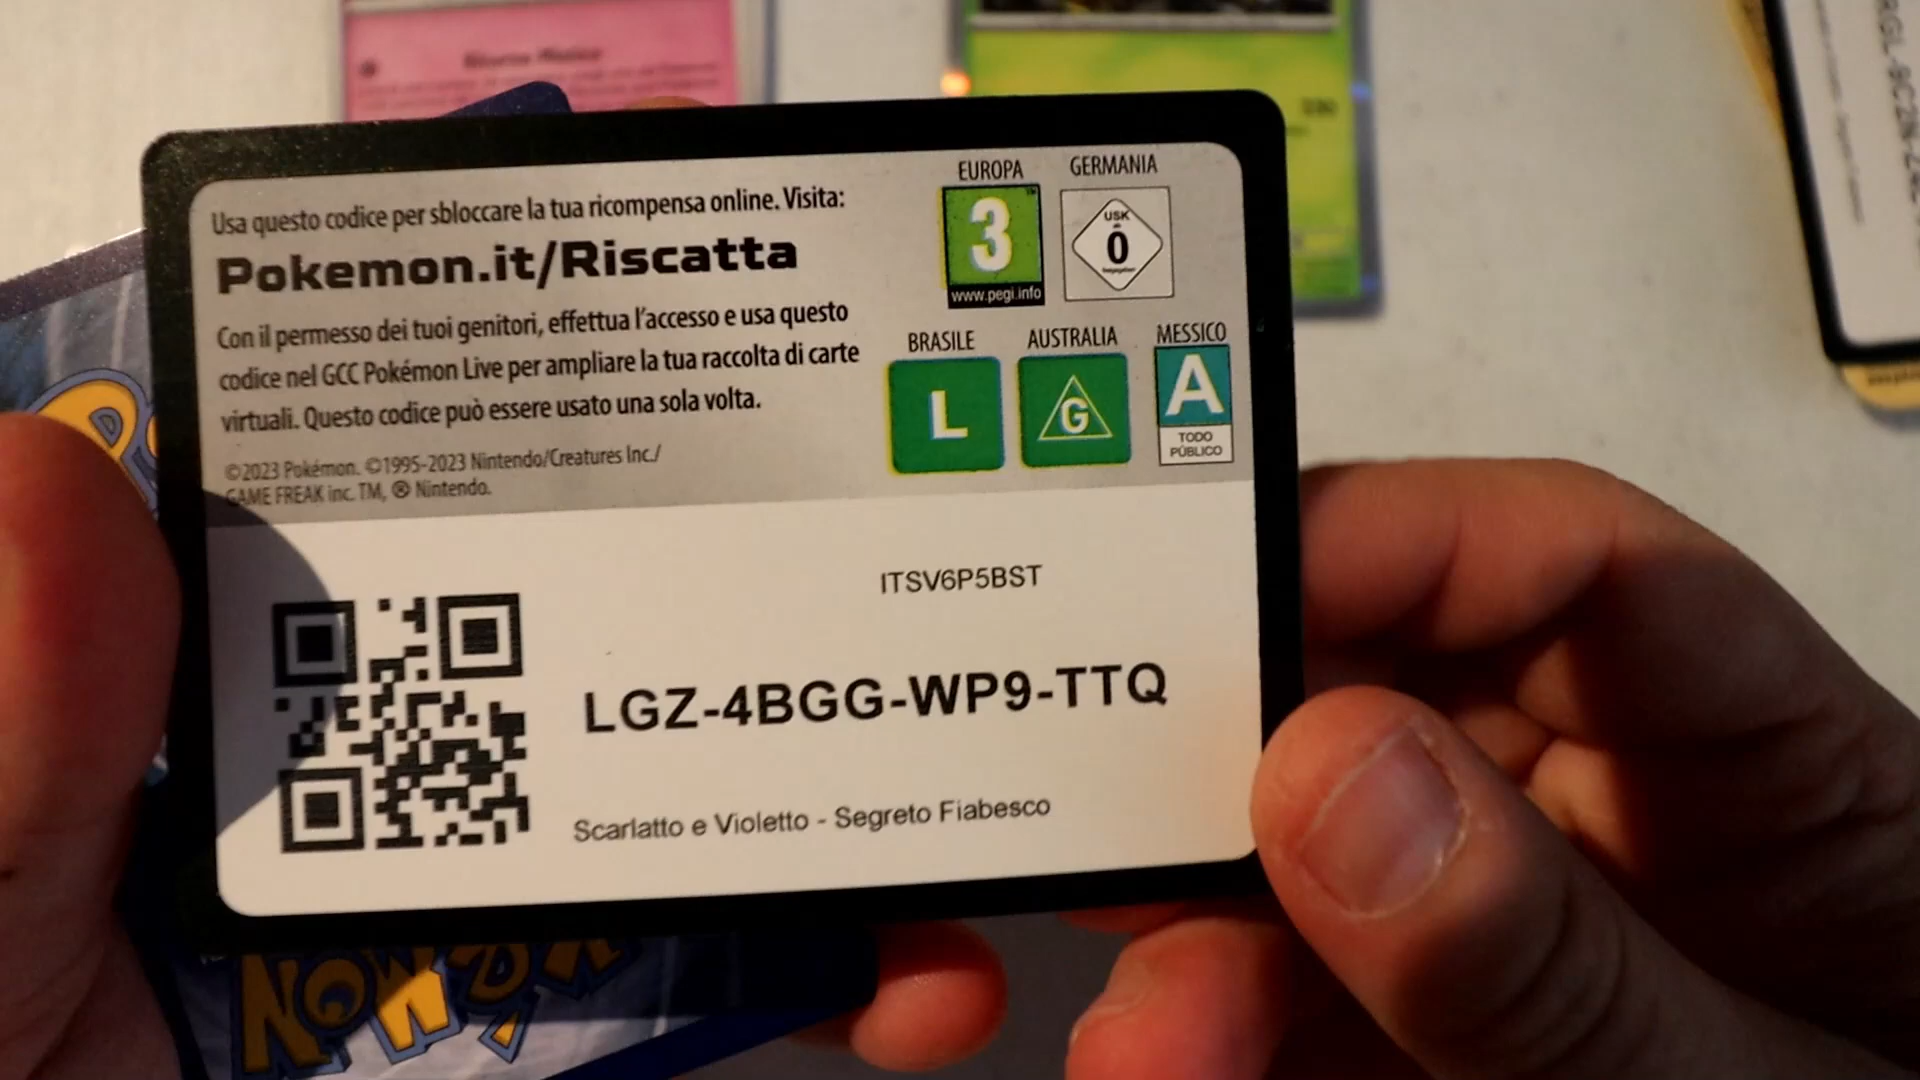 Usa questo codice per sbloccare la tua ricompensa online. Visita:
Pokemon.it/Riscatta
Con il permesso dei tuoi genitori, effettua l'accesso e usa questo
codice nel GCC Pokémon Live per ampliare la tua raccolta di carte
virtuali. Questo codice può essere usato una sola volta.
©2023 Pokémon. ©1995-2023 Nintendo/Creatures Inc./
GAME FREAK inc. TM, ® Nintendo.
EUROPA
3
www.pegi.info
GERMANIA
USK
0
BRASILE
L
AUSTRALIA
G
MESSICO
A
TODO
PÚBLICO
ITSV6P5BST
LGZ-4BGG-WP9-TTQ
Scarlatto e Violetto - Segreto Fiabesco